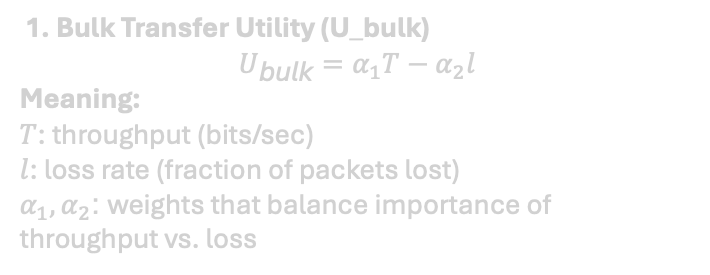 1. Bulk Transfer Utility (U_bulk)
U bulk = α₁T − α₂l
Meaning:
T: throughput (bits/sec)
l: loss rate (fraction of packets lost)
α₁, α₂: weights that balance importance of
throughput vs. loss